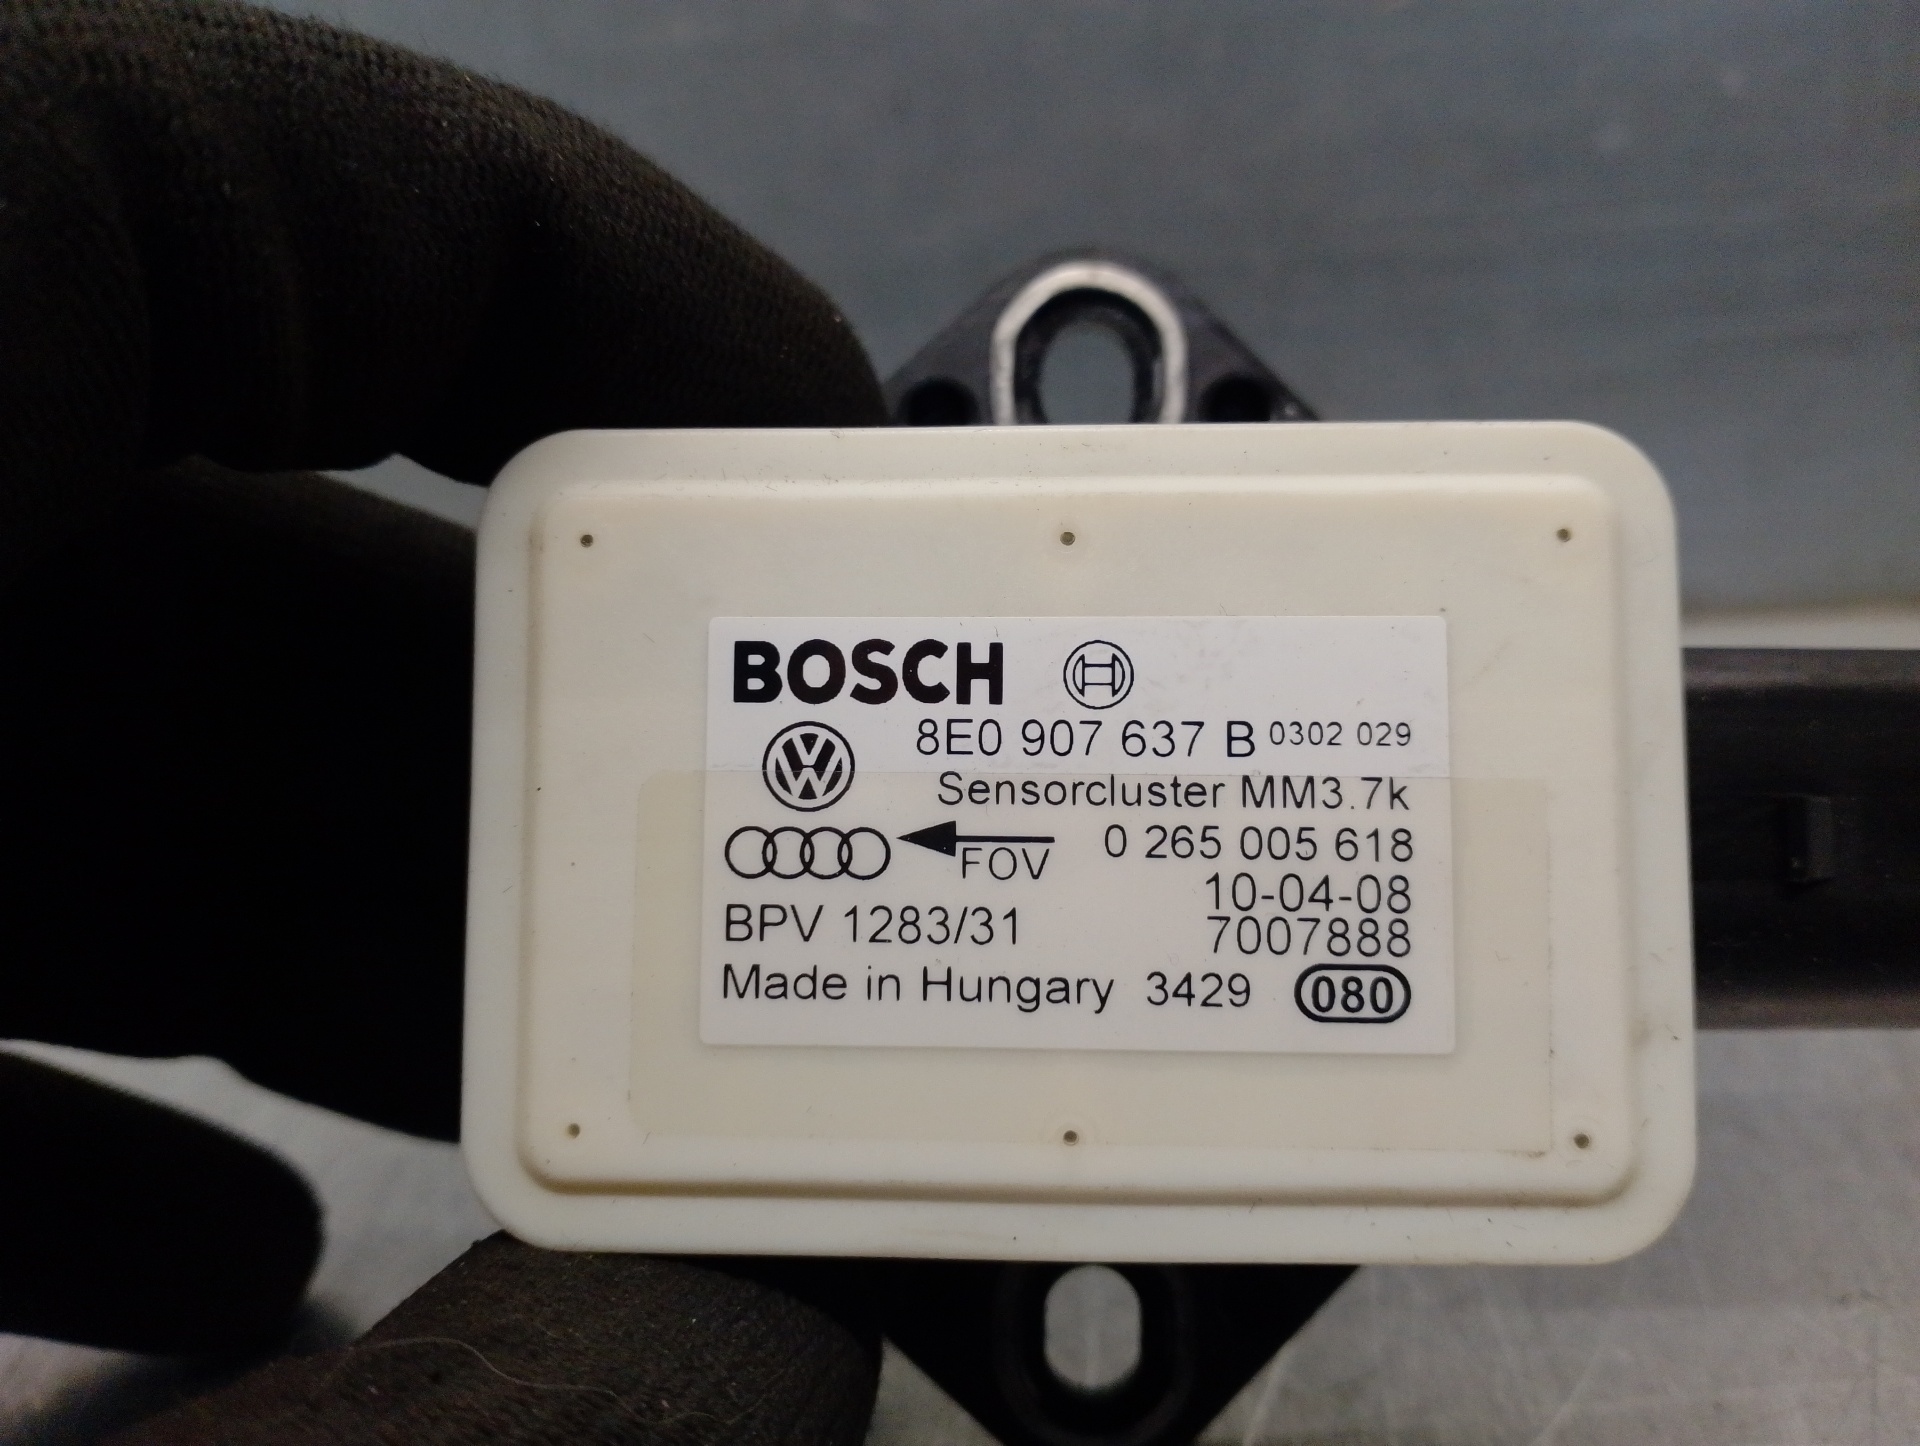 BOSCH
8E0 907 637 B 0302 029
Sensorcluster MM3.7k
FOV 0 265 005 618
10-04-08
BPV 1283/31 7007888
Made in Hungary 3429 080